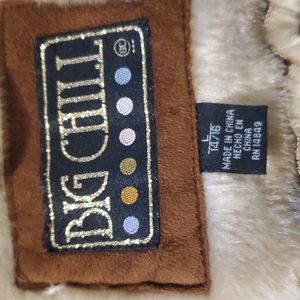 BIG CHILL
L
14/16
MADE IN CHINA
HECHO EN
CHINA
RN 14849